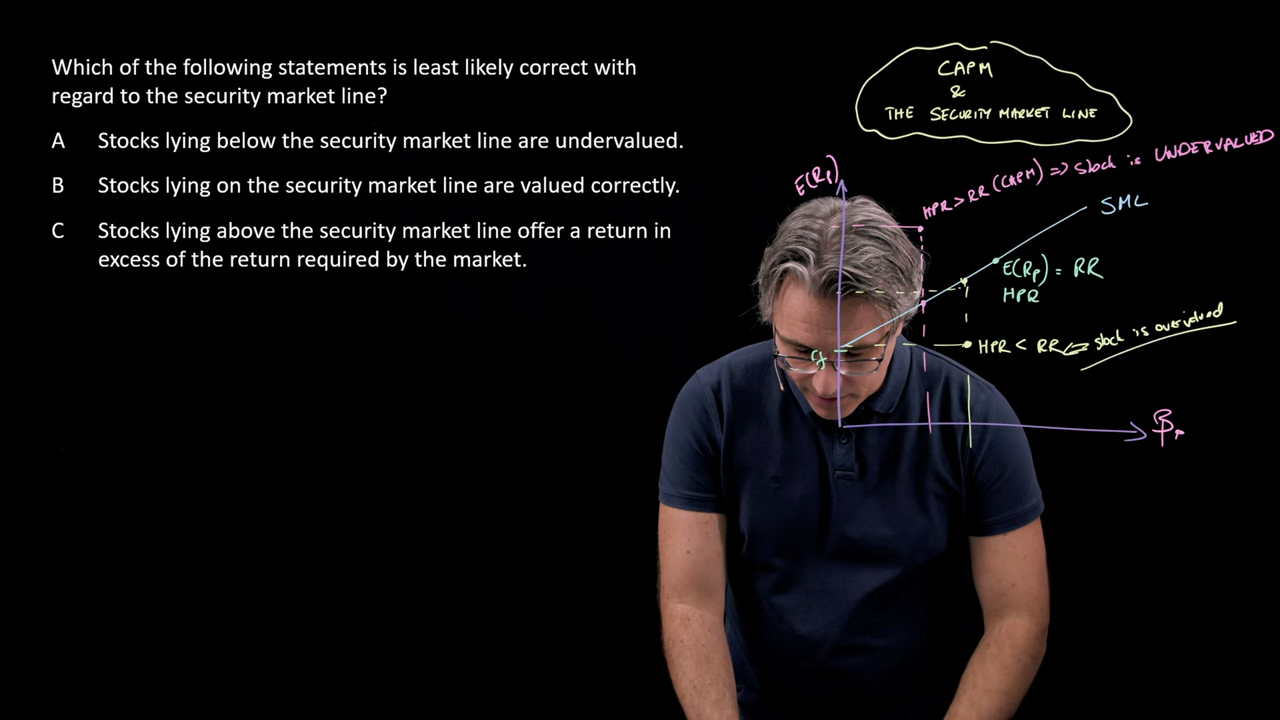 Which of the following statements is least likely correct with
regard to the security market line?
A Stocks lying below the security market line are undervalued.
B Stocks lying on the security market line are valued correctly.
C Stocks lying above the security market line offer a return in
excess of the return required by the market.
CAPM
&
THE SECURITY MARKET LINE
E(Rp)
HPR > RR (CAPM) => stock is UNDERVALUED
SML
E(Rp) = RR
HPR
rf
HPR < RR <= stock is overvalued
βp